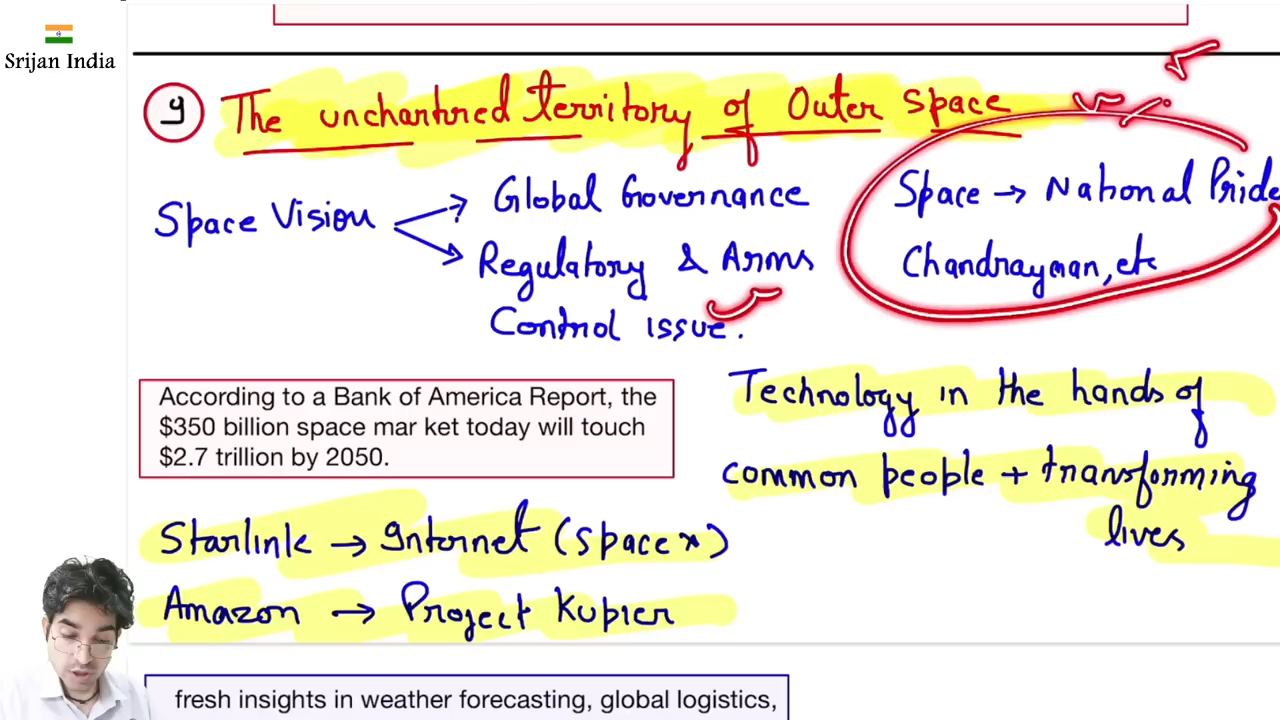 Srijan India
9 The unchartured territory of Outer space
Space Vision → Global Governance
→ Regulatory & Arms
Control issue.
Space → National Pride
Chandrayaan, etc
According to a Bank of America Report, the
$350 billion space mar ket today will touch
$2.7 trillion by 2050.
Technology in the hands of
common people + transforming
lives
Starlink → Internet (space x)
Amazon → Project Kupier
fresh insights in weather forecasting, global logistics,